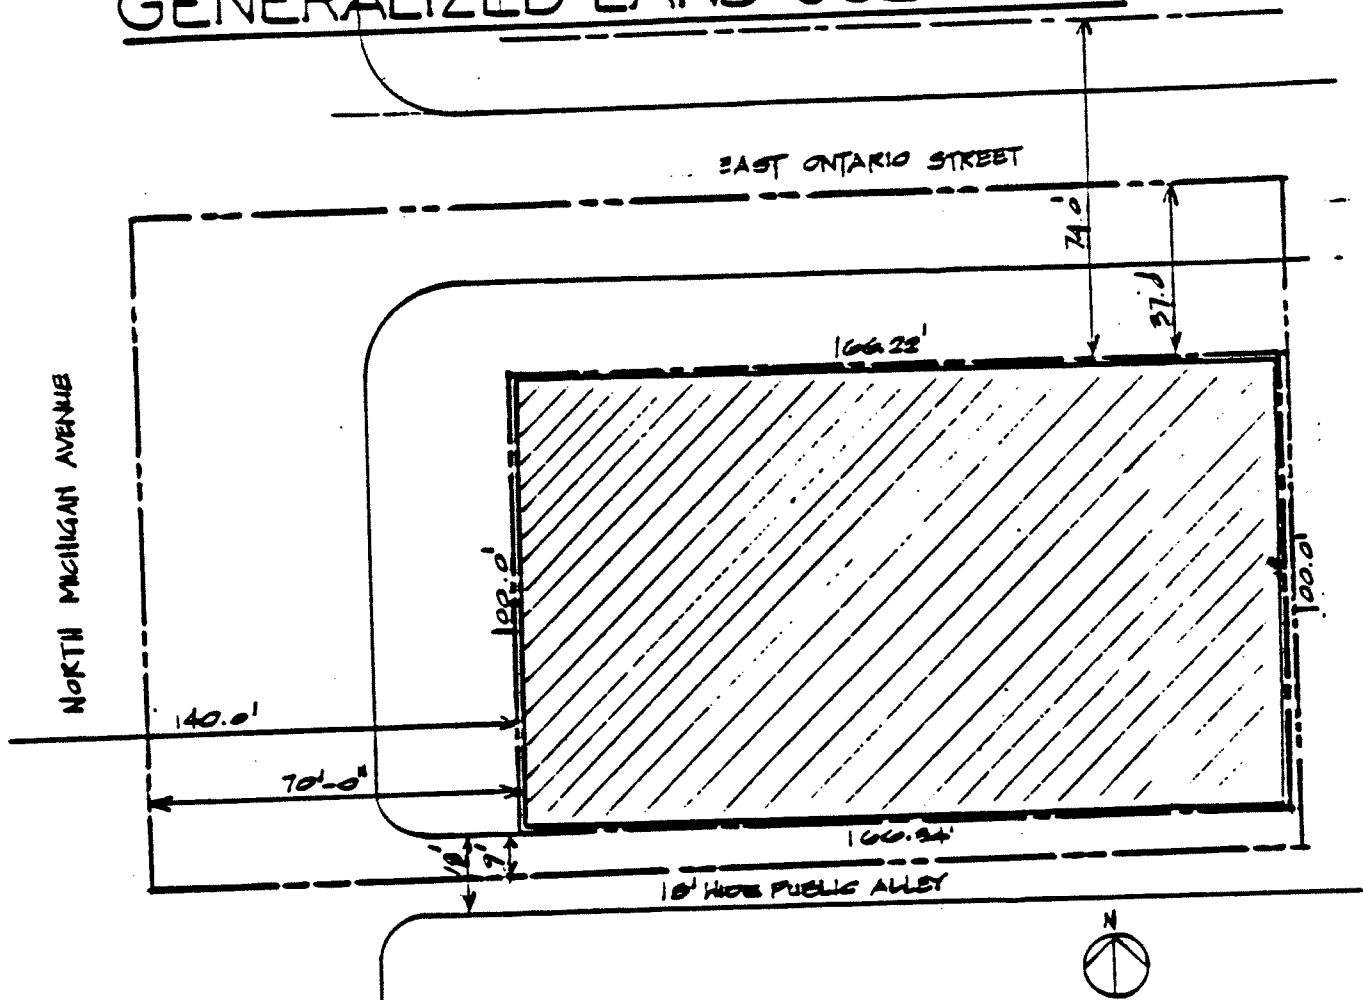 GENERALIZED LAND USE
EAST ONTARIO STREET
74.0'
37.0'
166.22'
NORTH MICHIGAN AVENUE
100.0'
100.0'
140.0'
70'-0"
166.34'
18'
9'
18' WIDE PUBLIC ALLEY
N